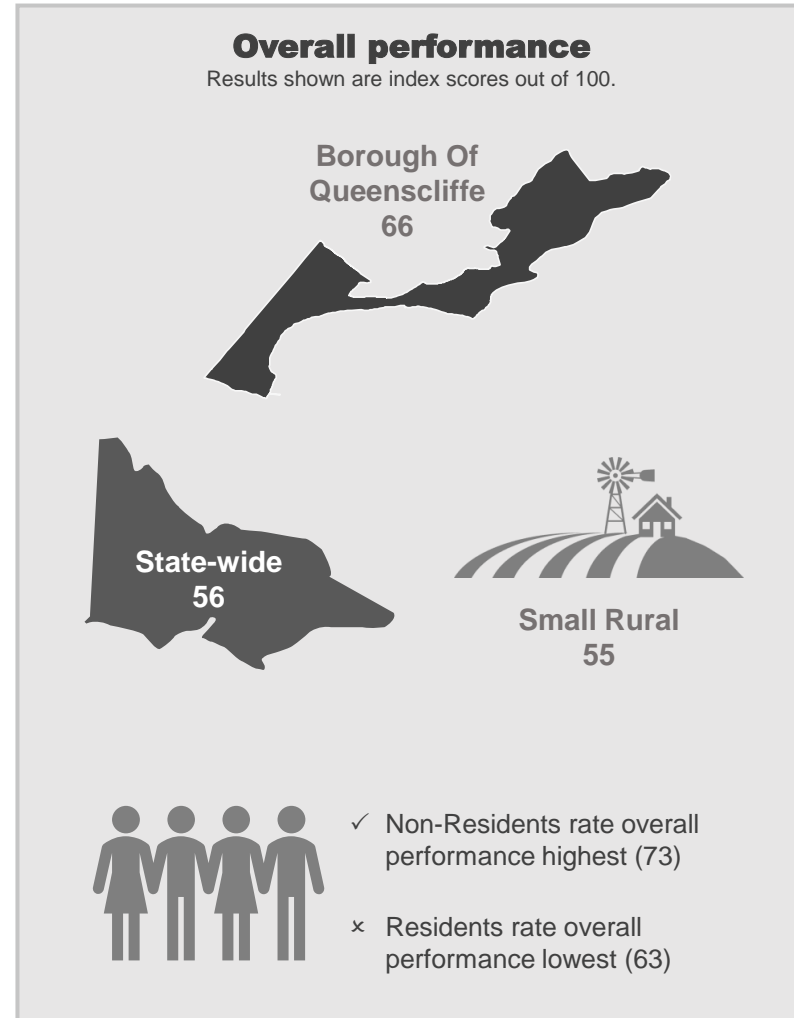 Overall performance
Results shown are index scores out of 100.
Borough Of
Queenscliffe
66
State-wide
56
Small Rural
55
✓ Non-Residents rate overall
performance highest (73)
× Residents rate overall
performance lowest (63)